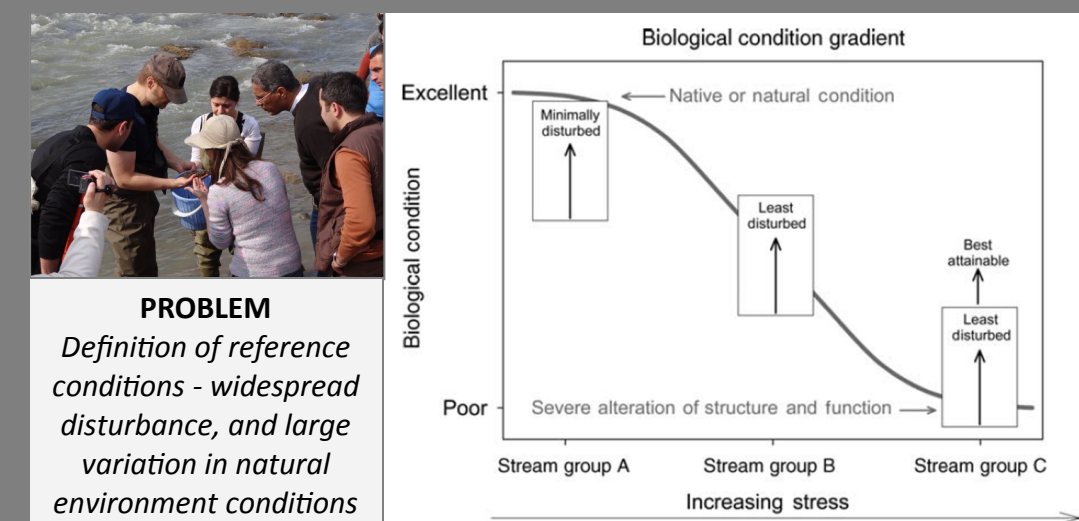 PROBLEM
Definition of reference
conditions - widespread
disturbance, and large
variation in natural
environment conditions
Biological condition gradient
Excellent
Native or natural condition
Minimally
disturbed
Least
disturbed
Best
attainable
Least
disturbed
Biological condition
Poor
Severe alteration of structure and function
Stream group A
Stream group B
Stream group C
Increasing stress